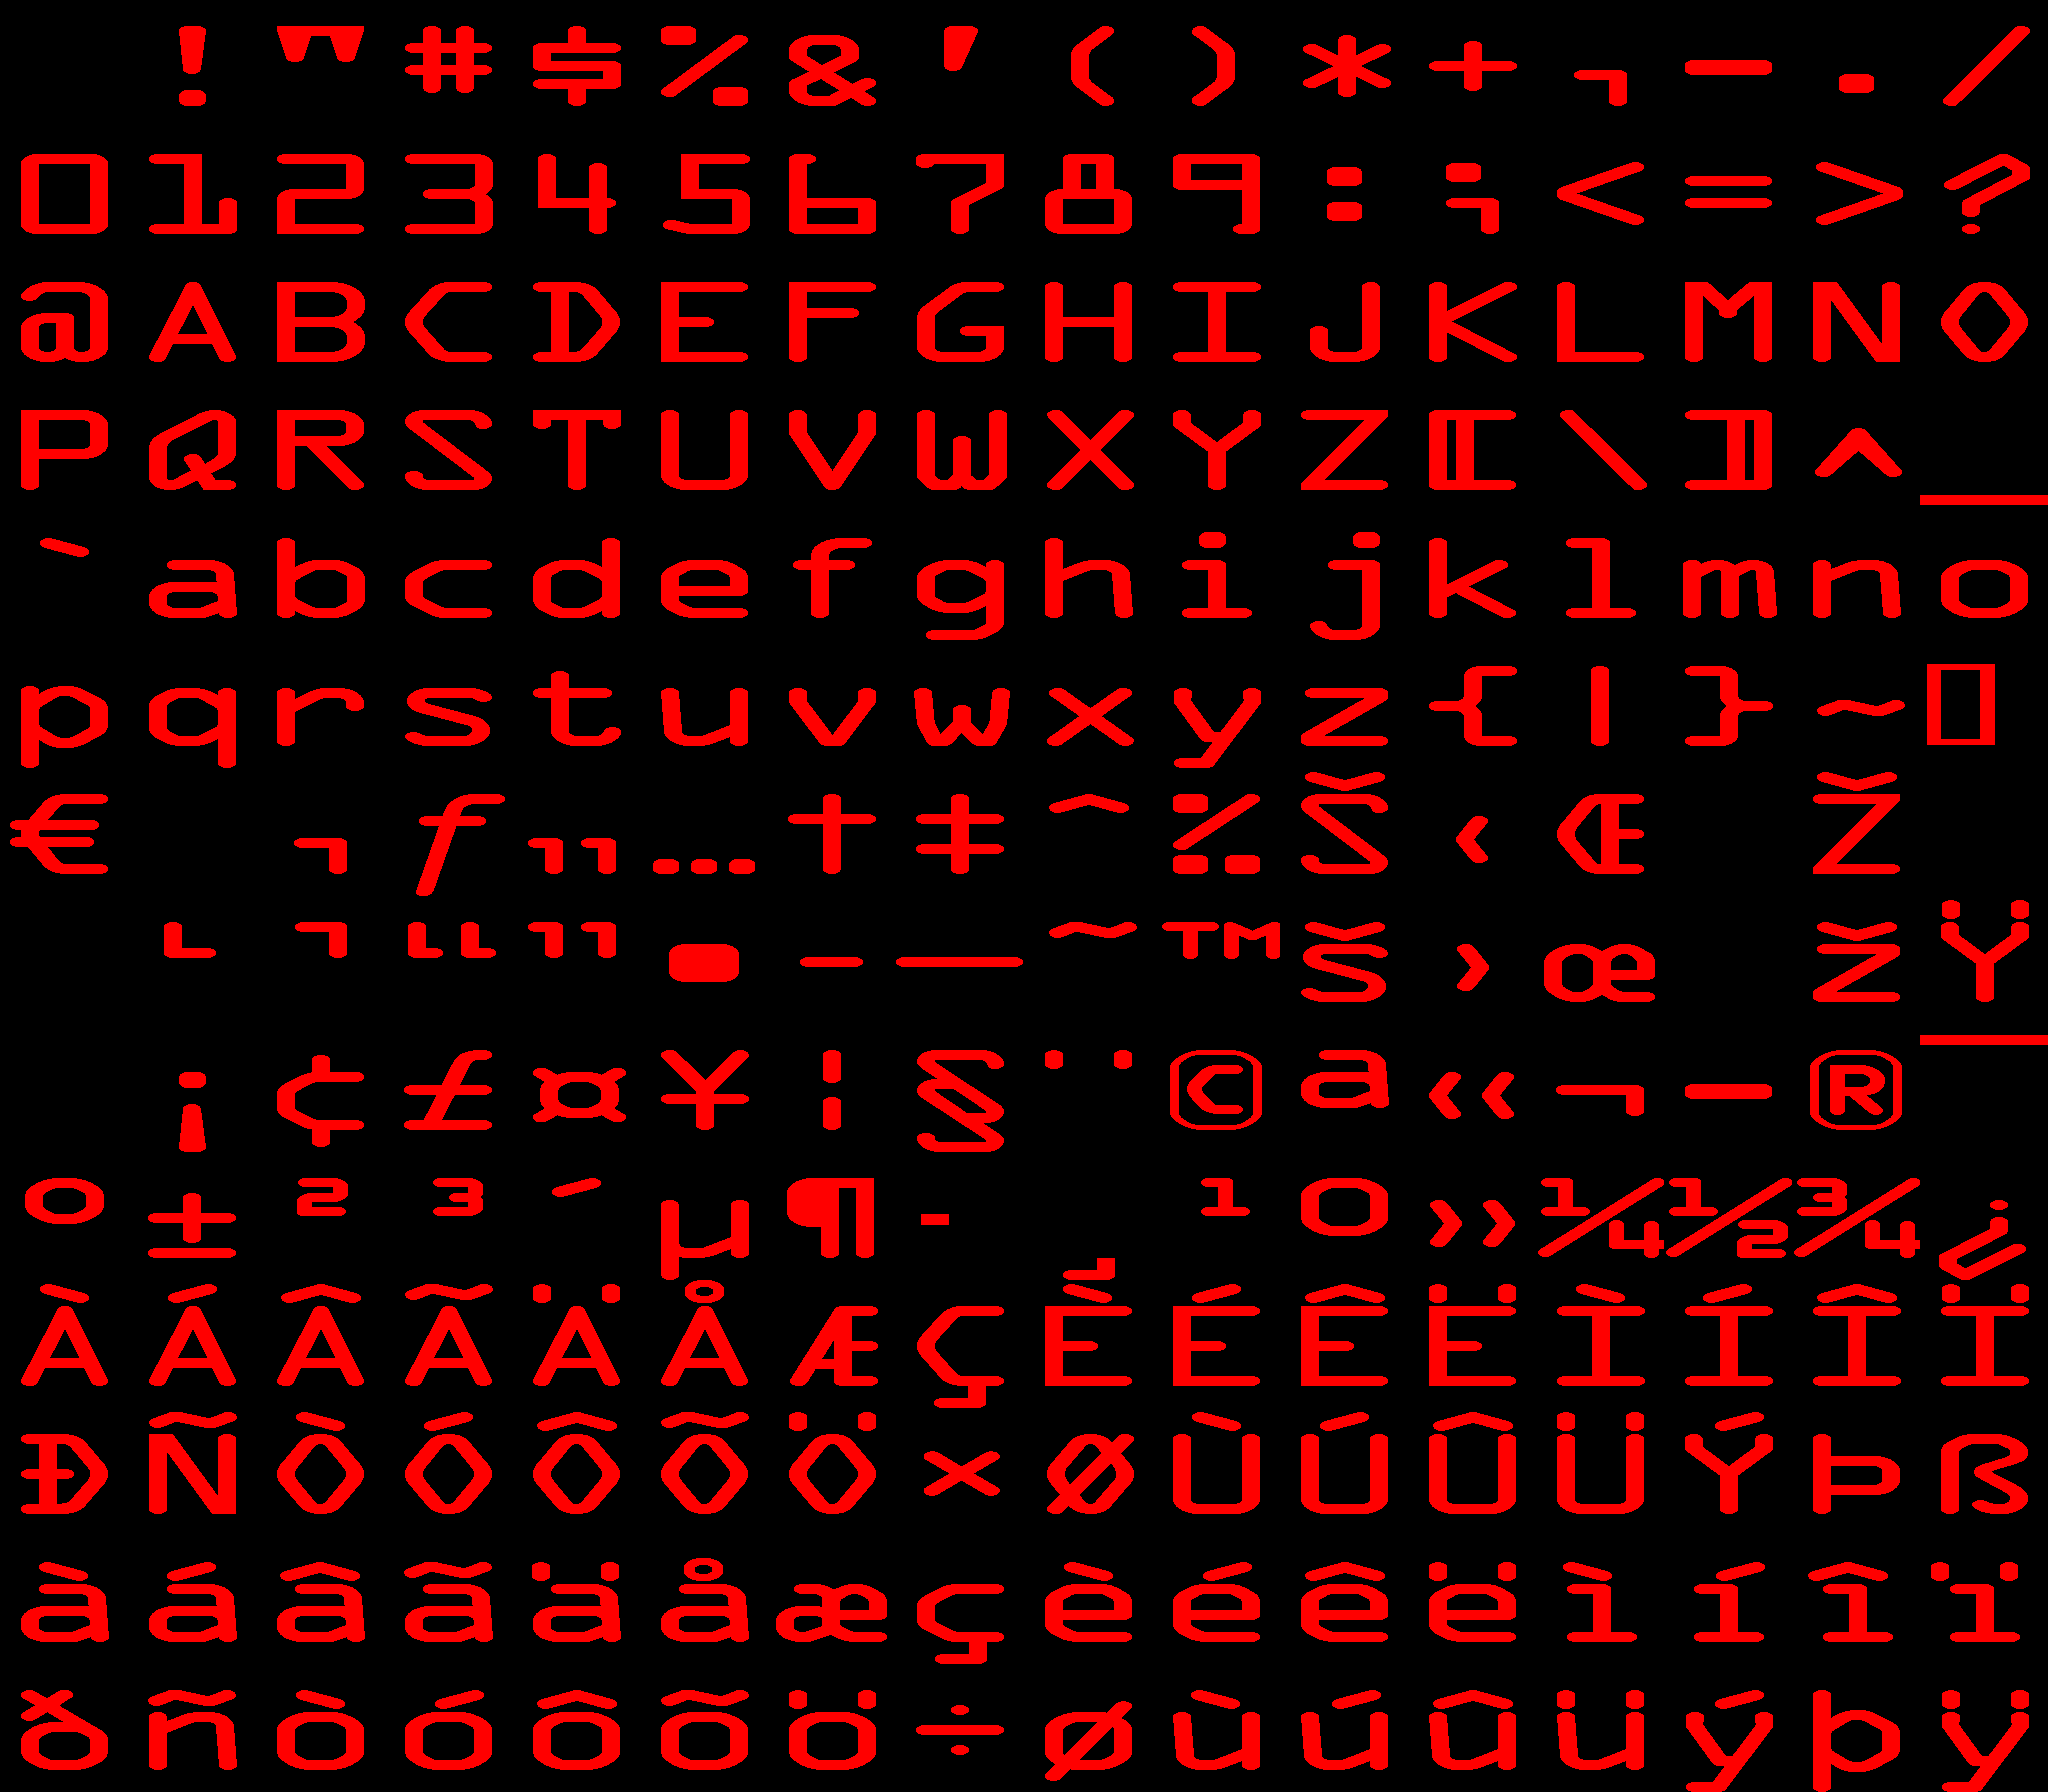 ! " # $ % & ' ( ) * + , - . /
0 1 2 3 4 5 6 7 8 9 : ; < = > ?
@ A B C D E F G H I J K L M N O
P Q R S T U V W X Y Z [ \ ] ^ _
` a b c d e f g h i j k l m n o
p q r s t u v w x y z { | } ~ ▯
€ ‚ ƒ „ … † ‡ ˆ ‰ Š ‹ Œ Ž
‘ ’ “ ” • – — ˜ ™ š › œ ž Ÿ
¡ ¢ £ ¤ ¥ ¦ § ¨ © ª « ¬ - ® ¯
° ± ² ³ ´ µ ¶ · ¸ ¹ º » ¼ ½ ¾ ¿
À Á Â Ã Ä Å Æ Ç È É Ê Ë Ì Í Î Ï
Ð Ñ Ò Ó Ô Õ Ö × Ø Ù Ú Û Ü Ý Þ ß
à á â ã ä å æ ç è é ê ë ì í î ï
ð ñ ò ó ô õ ö ÷ ø ù ú û ü ý þ ÿ